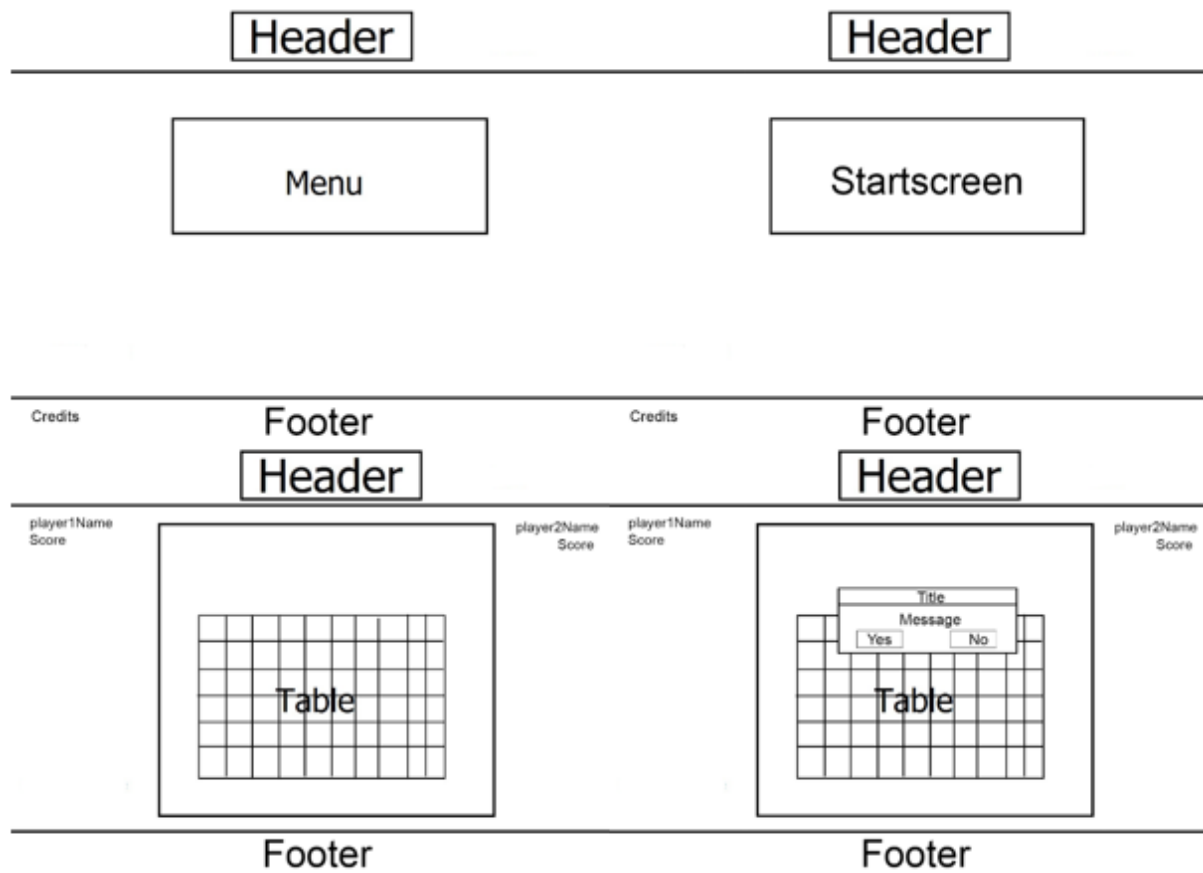 Header
Menu
Credits
Footer
Header
Startscreen
Credits
Footer
Header
player1Name
Score
player2Name
Score
Table
Footer
Header
player1Name
Score
player2Name
Score
Title
Message
Yes No
Table
Footer